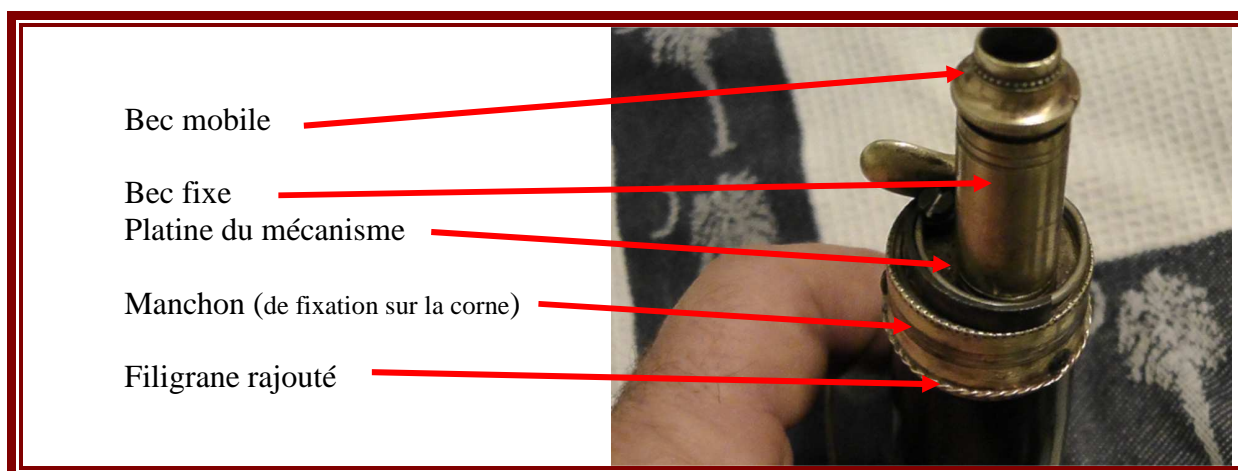 Bec mobile
Bec fixe
Platine du mécanisme
Manchon (de fixation sur la corne)
Filigrane rajouté